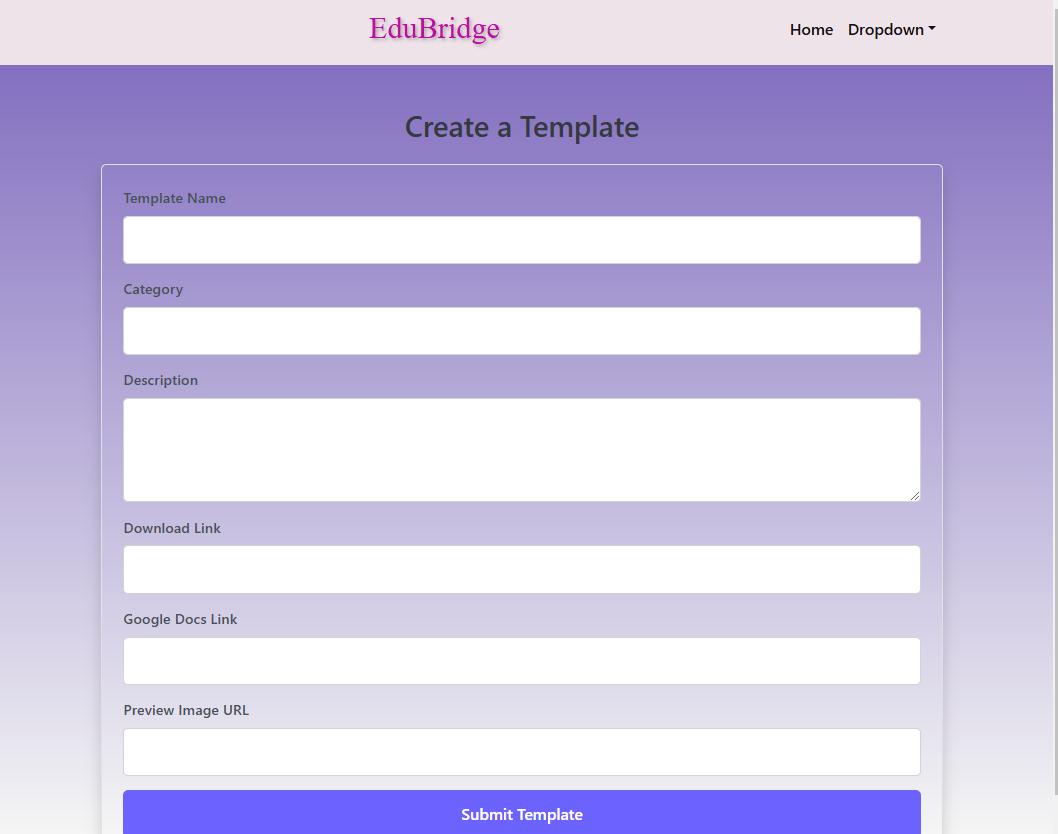 EduBridge
Home Dropdown
Create a Template
Template Name
Category
Description
Download Link
Google Docs Link
Preview Image URL
Submit Template